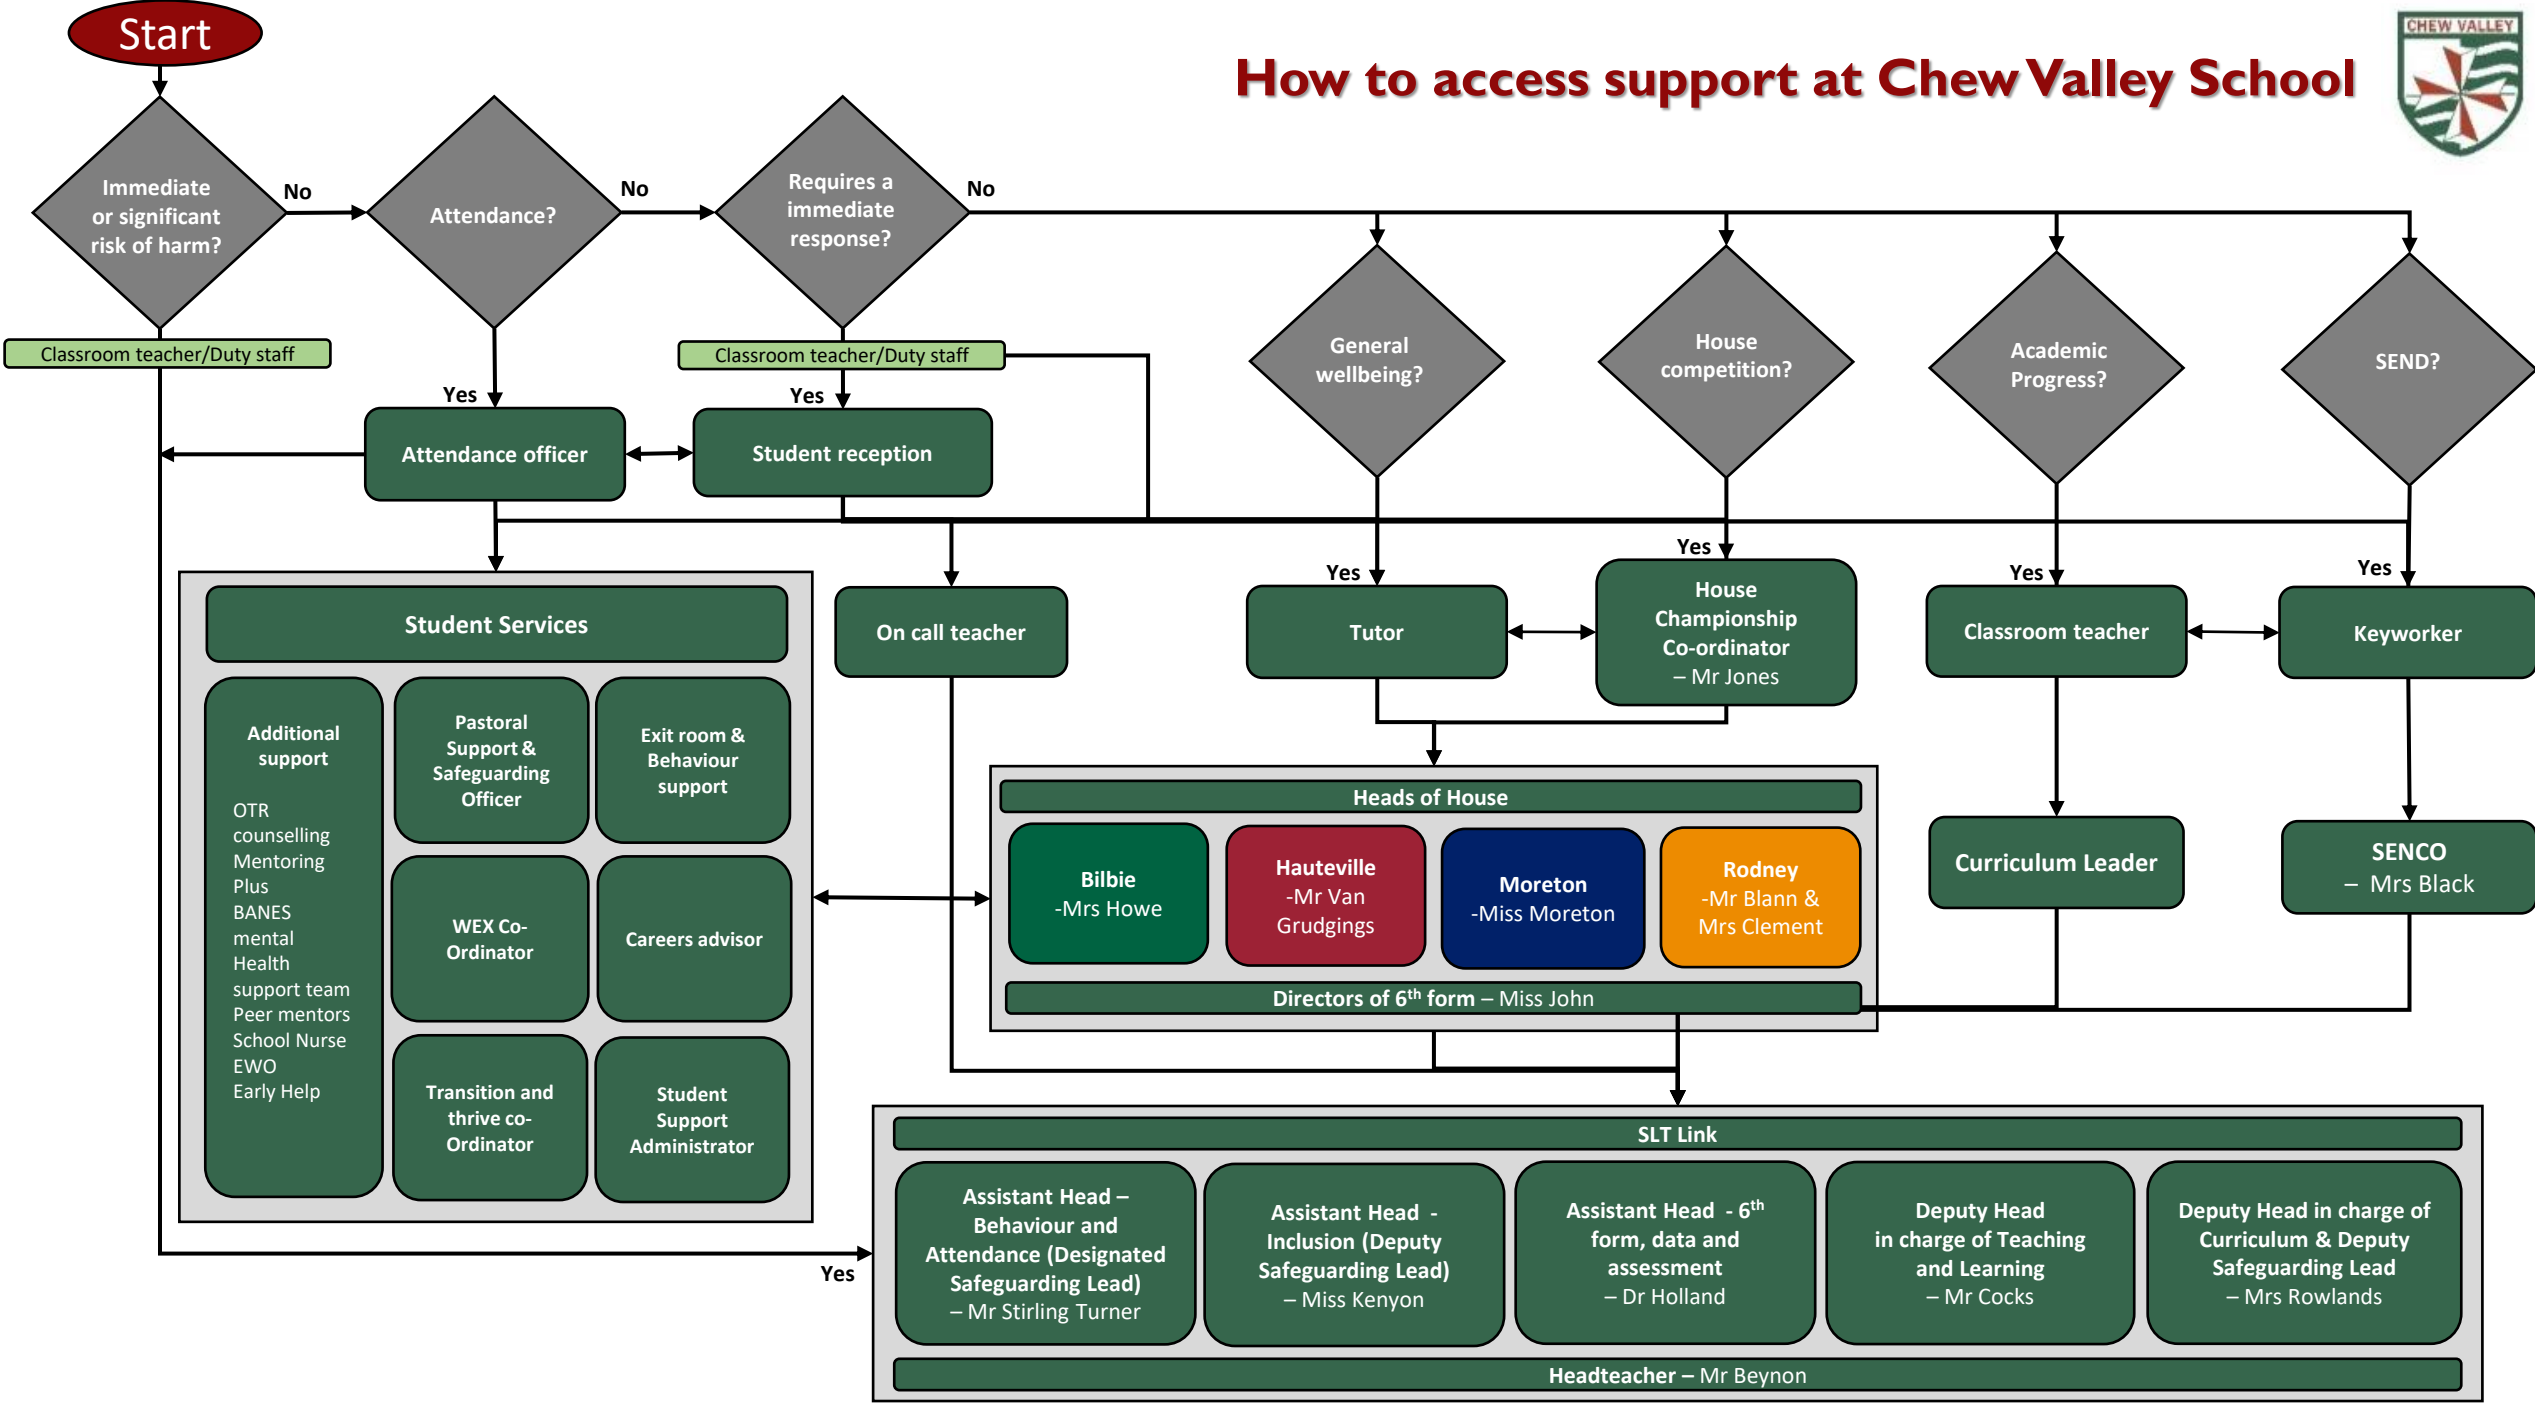 Start
How to access support at Chew Valley School
CHEW VALLEY
Immediate
or significant
risk of harm?
No
Attendance?
No
Requires a
immediate
response?
No
General
wellbeing?
House
competition?
Academic
Progress?
SEND?
Classroom teacher/Duty staff
Classroom teacher/Duty staff
Yes
Yes
Attendance officer
Student reception
Yes
Yes
Yes
Yes
Student Services
On call teacher
Tutor
House
Championship
Co-ordinator
– Mr Jones
Classroom teacher
Keyworker
Additional
support
OTR
counselling
Mentoring
Plus
BANES
mental
Health
support team
Peer mentors
School Nurse
EWO
Early Help
Pastoral
Support &
Safeguarding
Officer
Exit room &
Behaviour
support
WEX Co-
Ordinator
Careers advisor
Transition and
thrive co-
Ordinator
Student
Support
Administrator
Heads of House
Bilbie
-Mrs Howe
Hauteville
-Mr Van
Grudgings
Moreton
-Miss Moreton
Rodney
-Mr Blann &
Mrs Clement
Directors of 6th form – Miss John
Curriculum Leader
SENCO
– Mrs Black
Yes
SLT Link
Assistant Head –
Behaviour and
Attendance (Designated
Safeguarding Lead)
– Mr Stirling Turner
Assistant Head -
Inclusion (Deputy
Safeguarding Lead)
– Miss Kenyon
Assistant Head - 6th
form, data and
assessment
– Dr Holland
Deputy Head
in charge of Teaching
and Learning
– Mr Cocks
Deputy Head in charge of
Curriculum & Deputy
Safeguarding Lead
– Mrs Rowlands
Headteacher – Mr Beynon